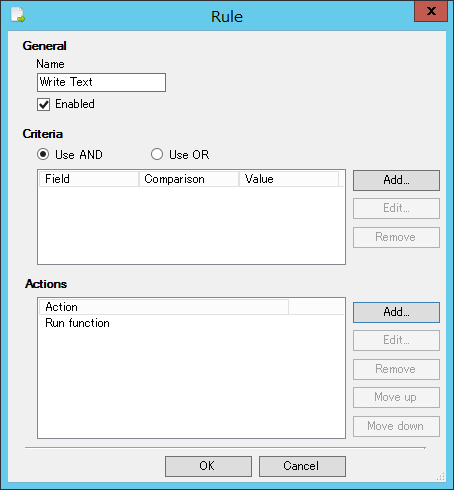 Rule
x
General
Name
Write Text
Enabled
Criteria
Use AND Use OR
Field Comparison Value
Add...
Edit...
Remove
Actions
Action
Run function
Add...
Edit...
Remove
Move up
Move down
OK Cancel